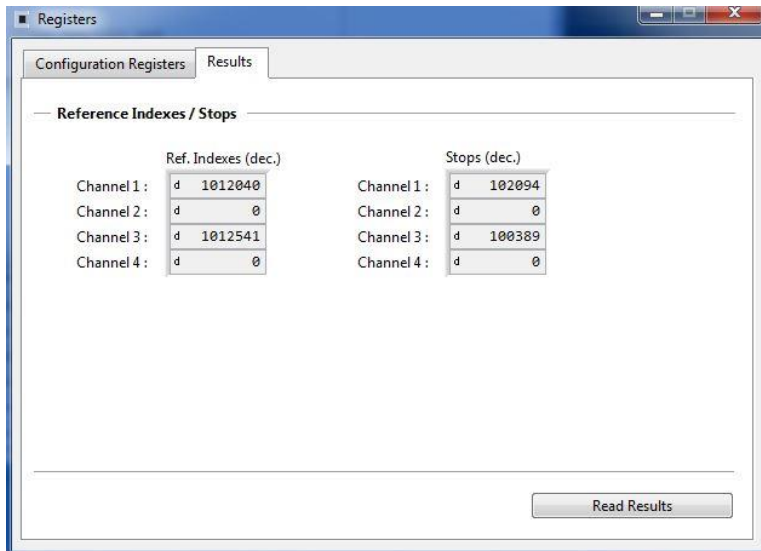 Registers
Configuration Registers Results
Reference Indexes / Stops
Ref. Indexes (dec.) Stops (dec.)
Channel 1 : d 1012040 Channel 1 : d 102094
Channel 2 : d 0 Channel 2 : d 0
Channel 3 : d 1012541 Channel 3 : d 100389
Channel 4 : d 0 Channel 4 : d 0
Read Results